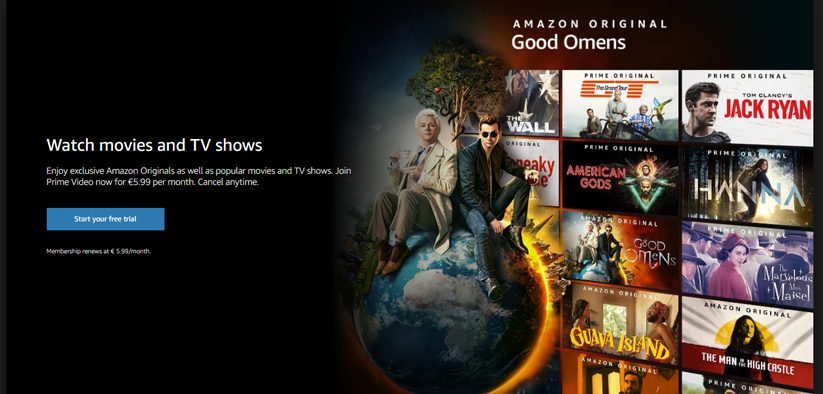 AMAZON ORIGINAL
Good Omens
Watch movies and TV shows
Enjoy exclusive Amazon Originals as well as popular movies and TV shows. Join
Prime Video now for €5.99 per month. Cancel anytime.
Start your free trial
Membership renews at € 5.99/month.
THE
WALL
PRIME ORIGINAL
The Grand Tour
PRIME ORIGINAL
TOM CLANCY'S
JACK RYAN
ORIGINAL
PRIME ORIGINAL
AMERICAN
GODS
PRIME ORIGINAL
HANNA
AMAZON ORIGINAL
GOOD
OMENS
PRIME ORIGINAL
The
Marvelous
Mrs.
Maisel
AMAZON ORIGINAL
GUAVA ISLAND
AMAZON ORIGINAL
THE MAN IN THE HIGH CASTLE
AMAZON ORIGINAL
PRIME ORIGINAL